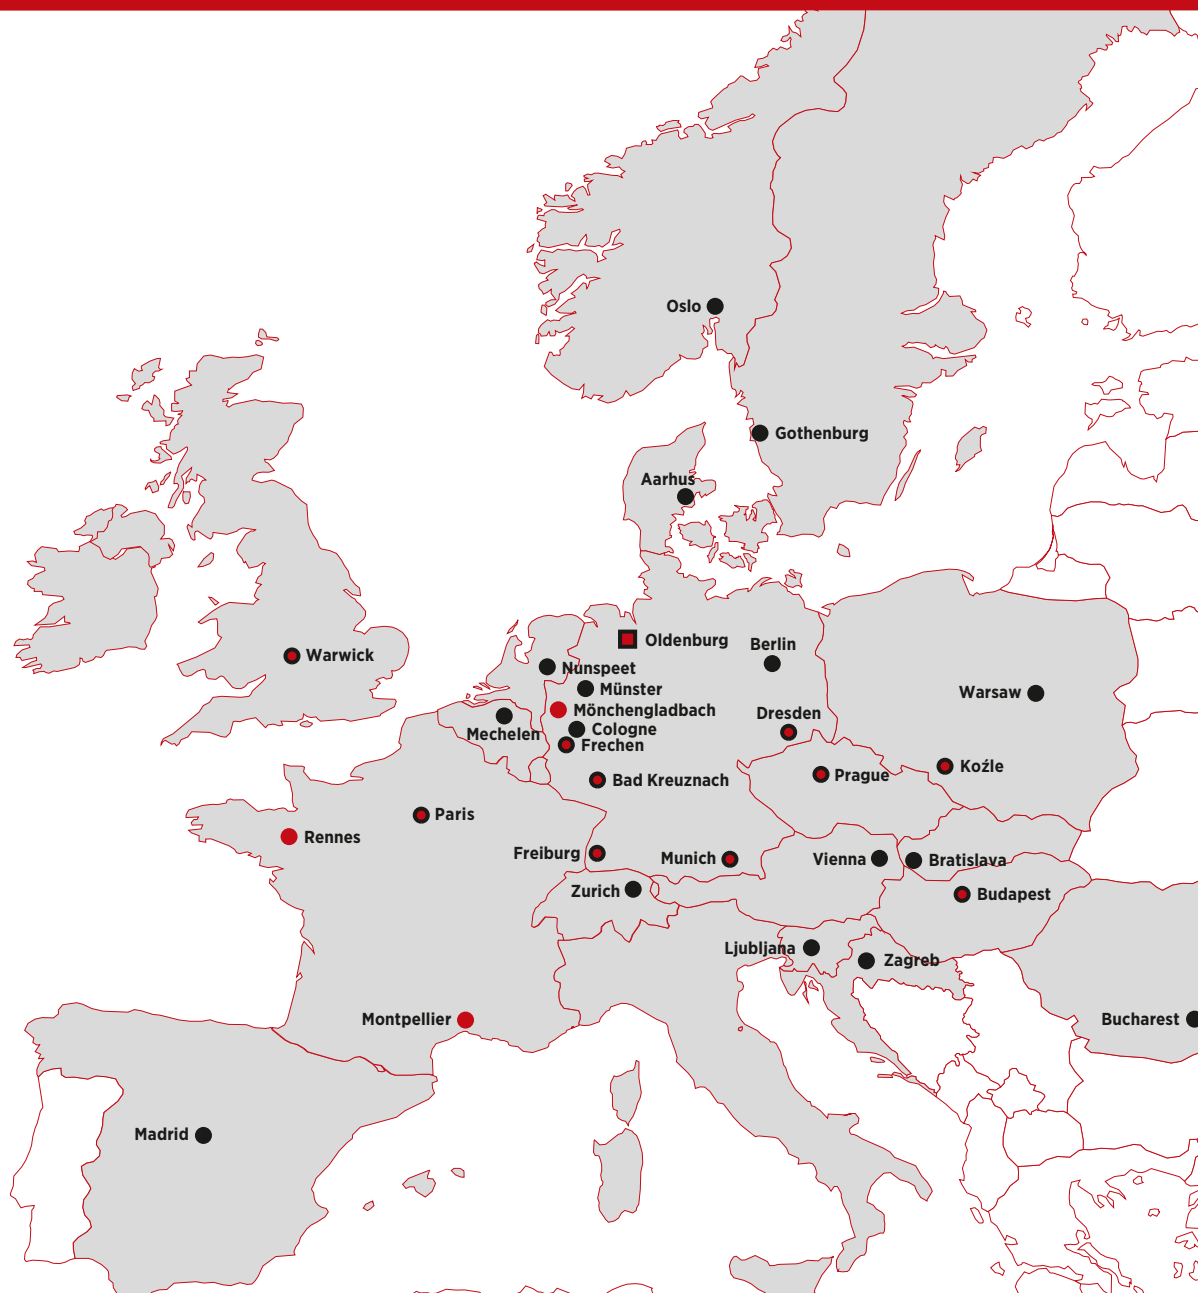 Oslo
Gothenburg
Aarhus
Oldenburg
Berlin
Warwick
Nunspeet
Münster
Warsaw
Mönchengladbach
Dresden
Cologne
Mechelen
Frechen
Koźle
Prague
Bad Kreuznach
Paris
Rennes
Freiburg
Munich
Vienna
Bratislava
Zurich
Budapest
Ljubljana
Zagreb
Montpellier
Bucharest
Madrid